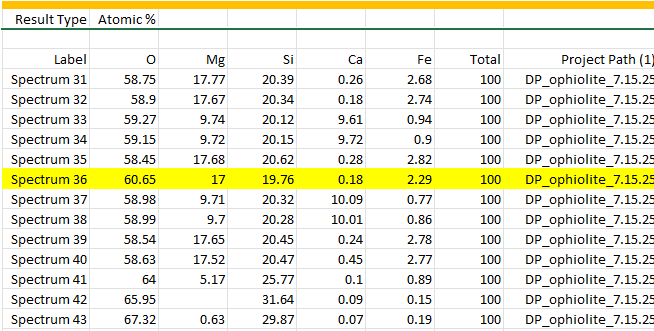 Result Type Atomic %
Label O Mg Si Ca Fe Total Project Path (1)
Spectrum 31 58.75 17.77 20.39 0.26 2.68 100 DP_ophiolite_7.15.25
Spectrum 32 58.9 17.67 20.34 0.18 2.74 100 DP_ophiolite_7.15.25
Spectrum 33 59.27 9.74 20.12 9.61 0.94 100 DP_ophiolite_7.15.25
Spectrum 34 59.15 9.72 20.15 9.72 0.9 100 DP_ophiolite_7.15.25
Spectrum 35 58.45 17.68 20.62 0.28 2.82 100 DP_ophiolite_7.15.25
Spectrum 36 60.65 17 19.76 0.18 2.29 100 DP_ophiolite_7.15.25
Spectrum 37 58.98 9.71 20.32 10.09 0.77 100 DP_ophiolite_7.15.25
Spectrum 38 58.99 9.7 20.28 10.01 0.86 100 DP_ophiolite_7.15.25
Spectrum 39 58.54 17.65 20.45 0.24 2.78 100 DP_ophiolite_7.15.25
Spectrum 40 58.63 17.52 20.47 0.45 2.77 100 DP_ophiolite_7.15.25
Spectrum 41 64 5.17 25.77 0.1 0.89 100 DP_ophiolite_7.15.25
Spectrum 42 65.95 31.64 0.09 0.15 100 DP_ophiolite_7.15.25
Spectrum 43 67.32 0.63 29.87 0.07 0.19 100 DP_ophiolite_7.15.25